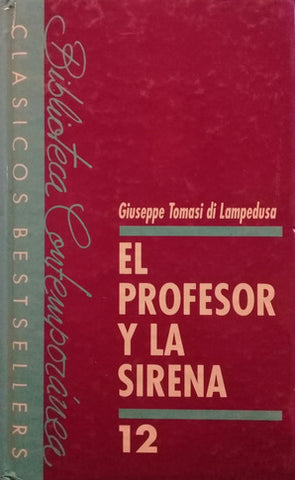 CLASICOS BESTSELLERS
Biblioteca Contemporánea
Giuseppe Tomasi di Lampedusa
EL
PROFESOR
Y LA
SIRENA
12